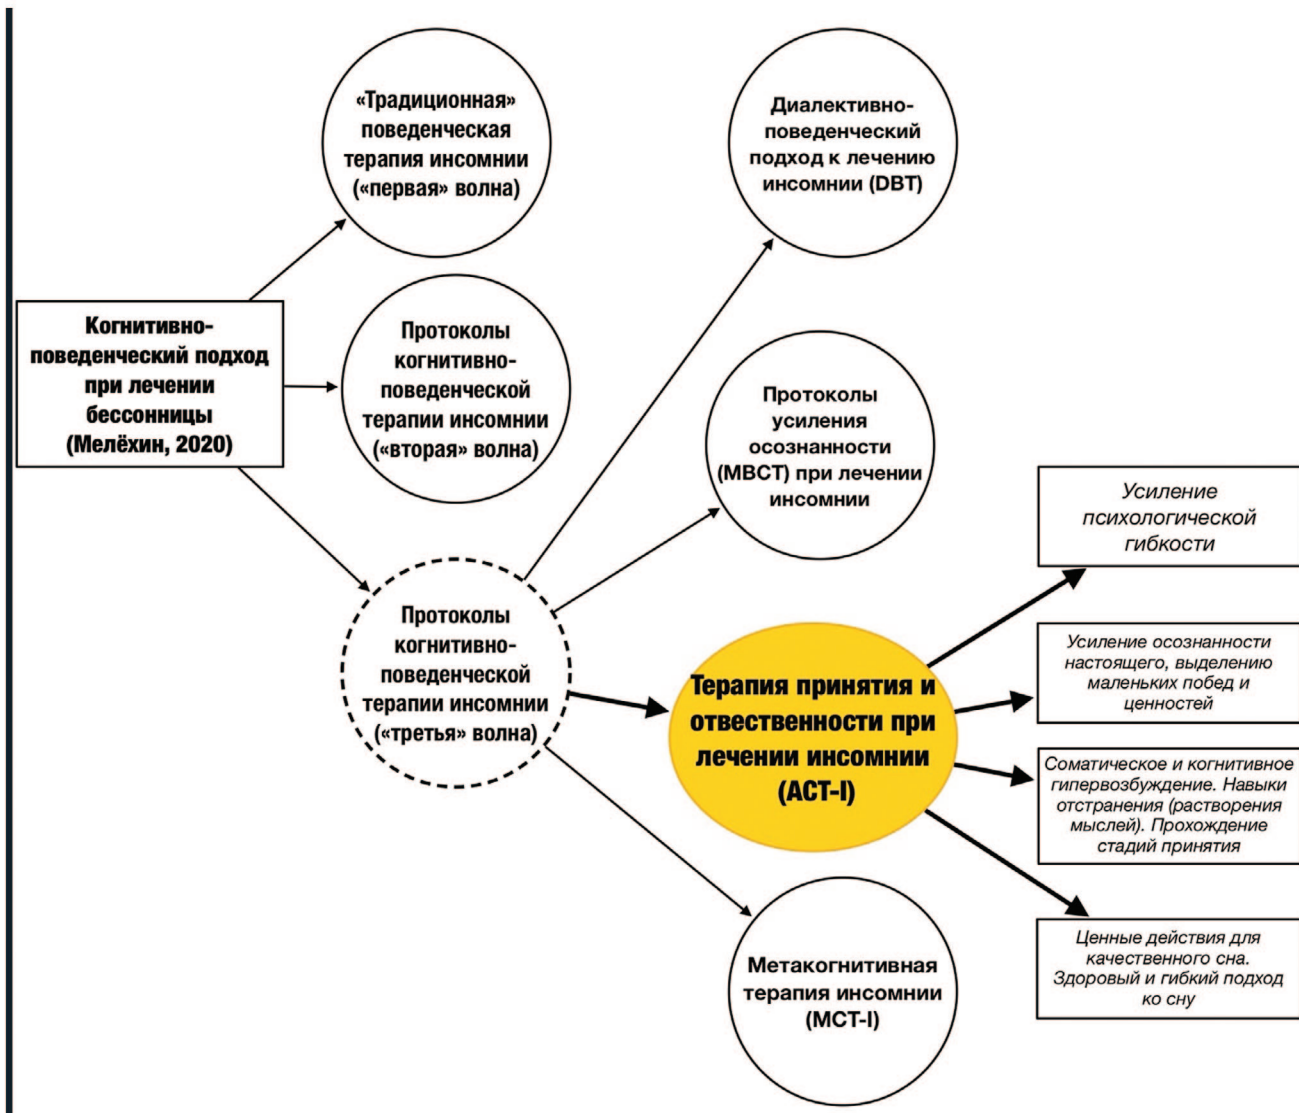 «Традиционная»
поведенческая
терапия инсомнии
(«первая» волна)
Диалективно-
поведенческий
подход к лечению
инсомнии (DBT)
Когнитивно-
поведенческий подход
при лечении
бессонницы
(Мелёхин, 2020)
Протоколы
когнитивно-
поведенческой
терапии инсомнии
(«вторая» волна)
Протоколы
усиления
осознанности
(MBCT) при лечении
инсомнии
Протоколы
когнитивно-
поведенческой
терапии инсомнии
(«третья» волна)
Терапия принятия и
отвественности при
лечении инсомнии
(ACT-I)
Усиление
психологической
гибкости
Усиление осознанности
настоящего, выделению
маленьких побед и
ценностей
Соматическое и когнитивное
гипервозбуждение. Навыки
отстранения (растворения
мыслей). Прохождение
стадий принятия
Ценные действия для
качественного сна.
Здоровый и гибкий подход
ко сну
Метакогнитивная
терапия инсомнии
(MCT-I)